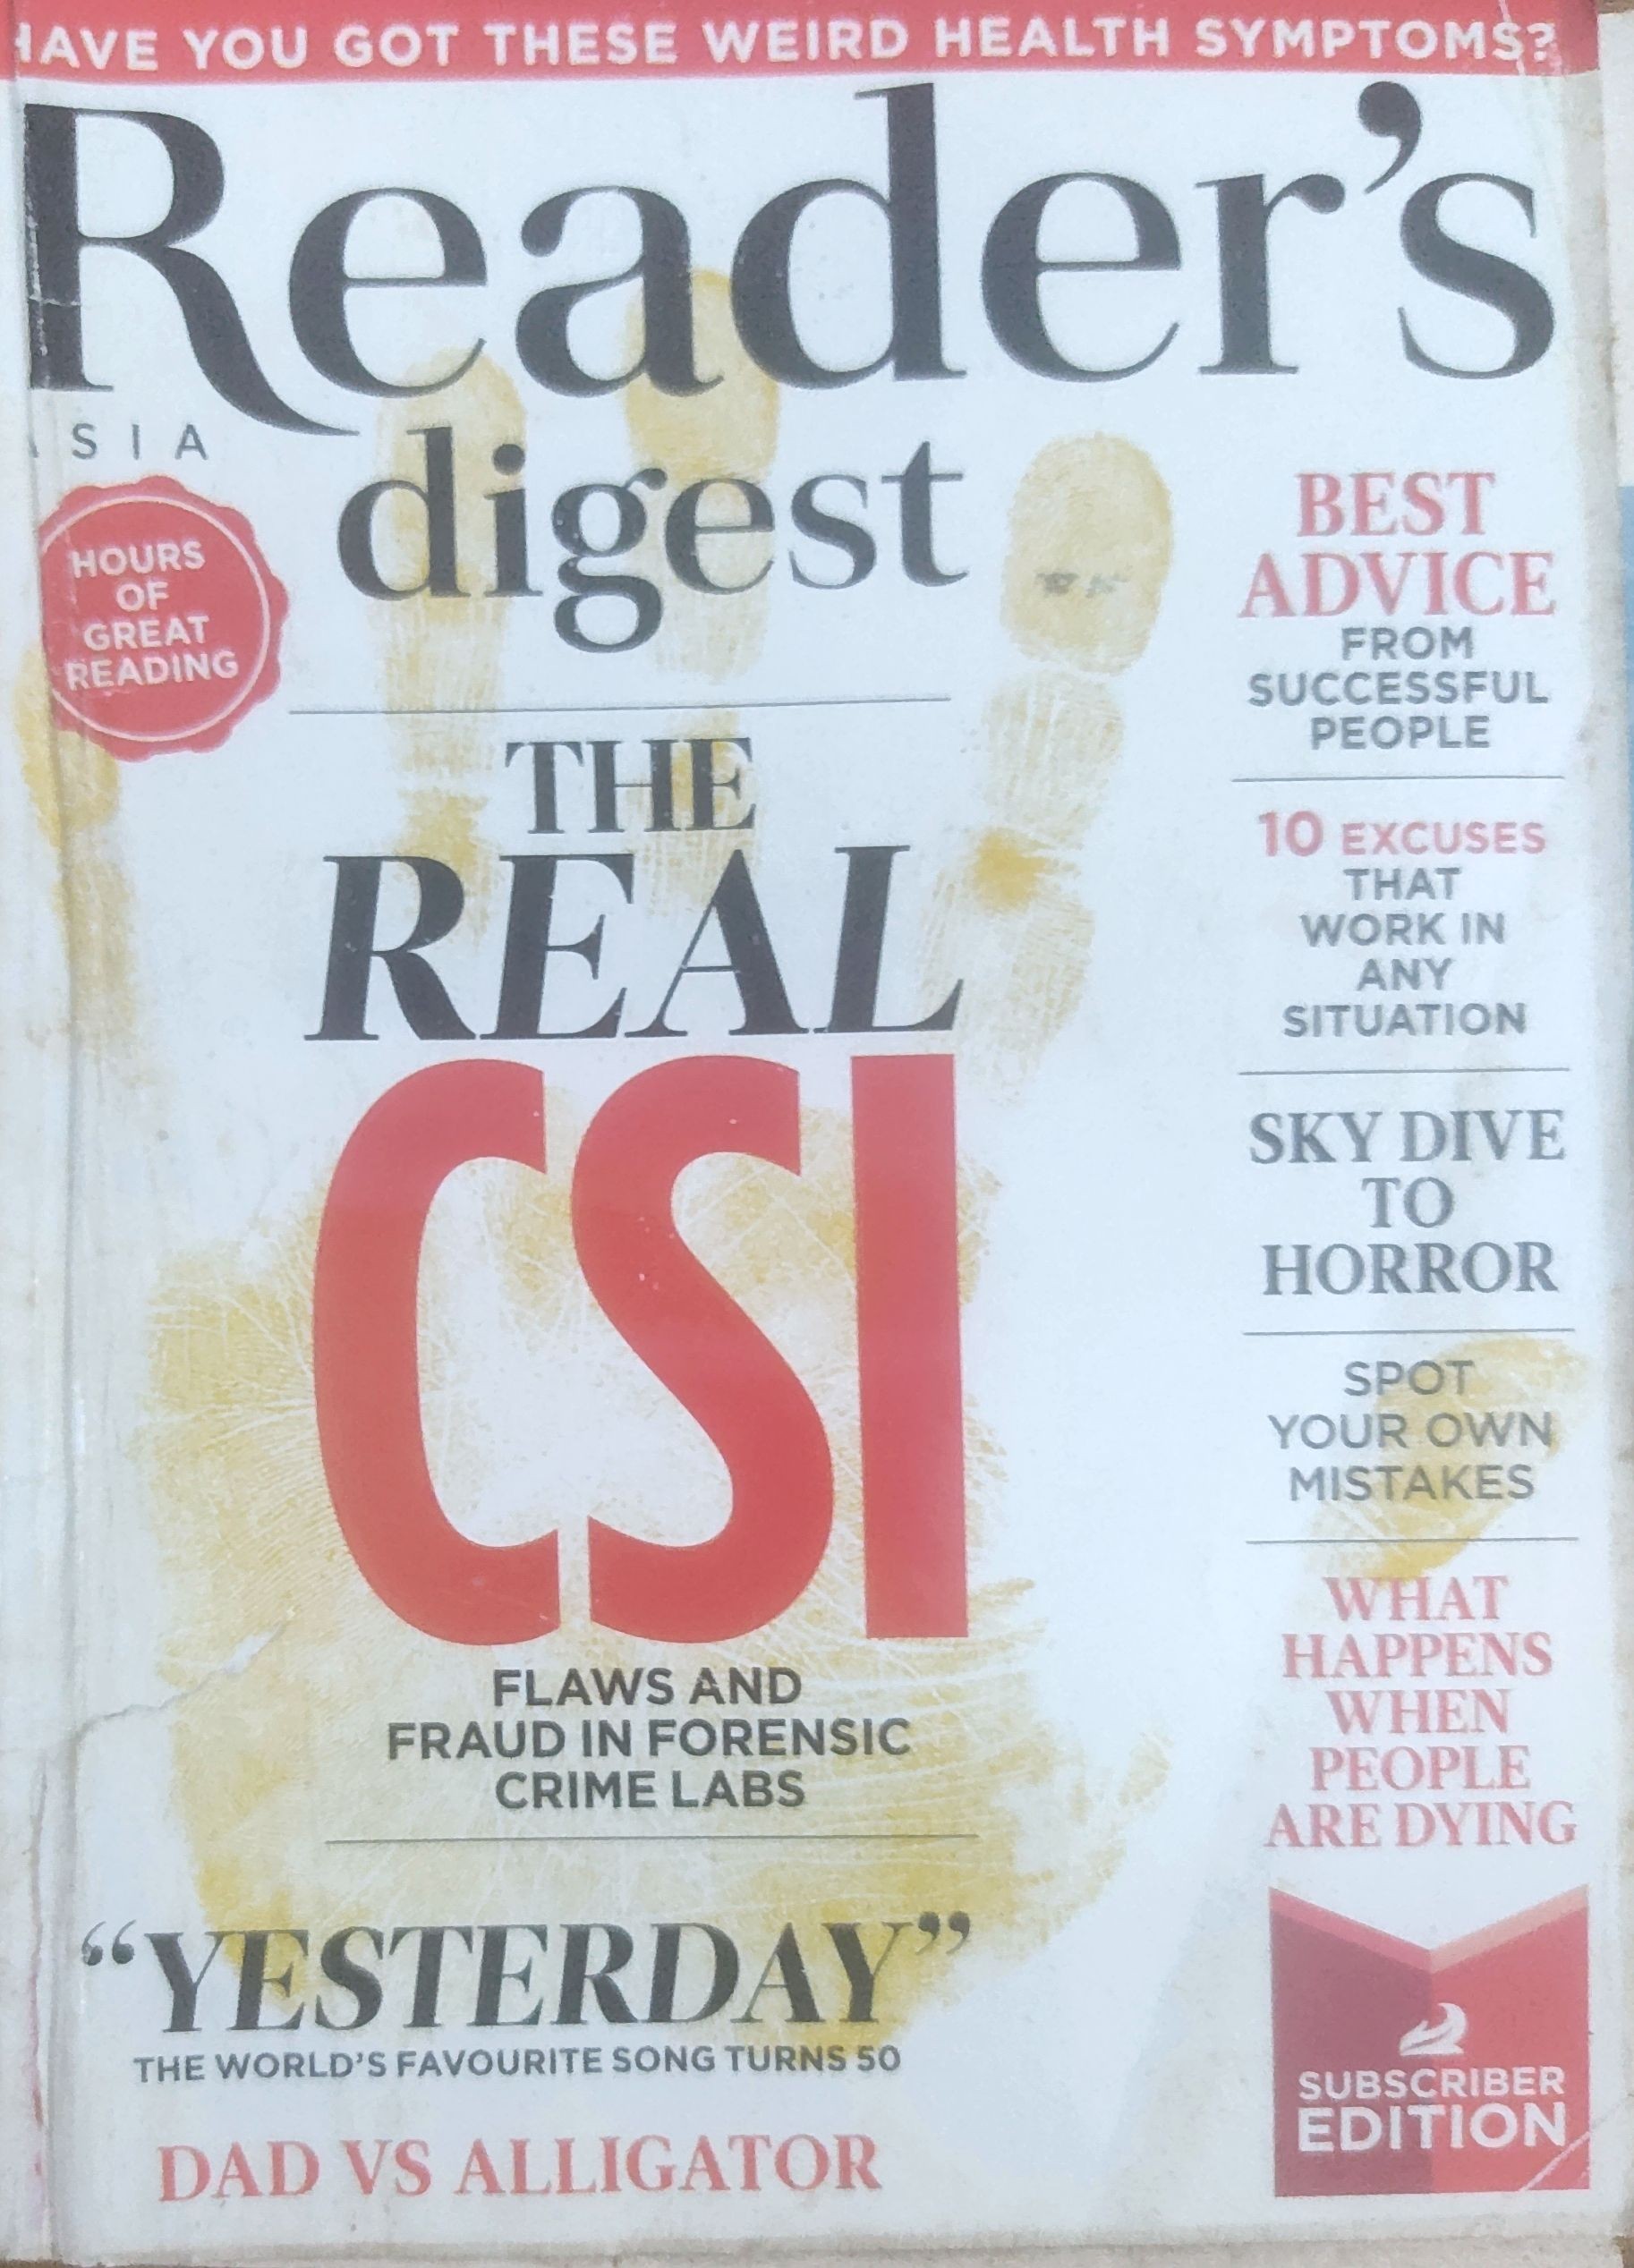 HAVE YOU GOT THESE WEIRD HEALTH SYMPTOMS?
Reader's
ASIA
digest
HOURS
OF
GREAT
READING
THE
REAL
CSI
FLAWS AND
FRAUD IN FORENSIC
CRIME LABS
“YESTERDAY”
THE WORLD'S FAVOURITE SONG TURNS 50
DAD VS ALLIGATOR
BEST
ADVICE
FROM
SUCCESSFUL
PEOPLE
10 EXCUSES
THAT
WORK IN
ANY
SITUATION
SKY DIVE
TO
HORROR
SPOT
YOUR OWN
MISTAKES
WHAT
HAPPENS
WHEN
PEOPLE
ARE DYING
SUBSCRIBER
EDITION